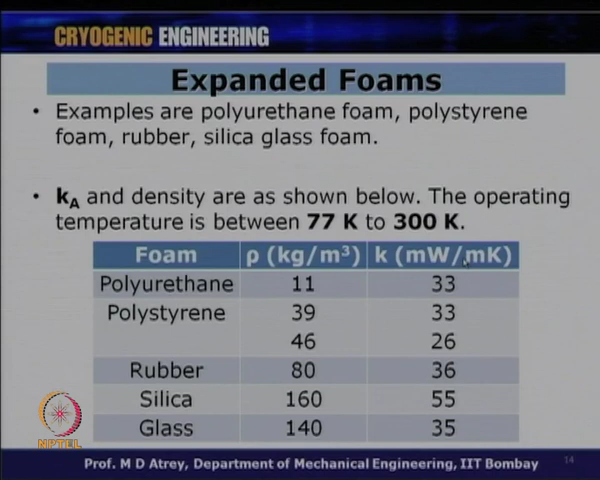 CRYOGENIC ENGINEERING
Expanded Foams
• Examples are polyurethane foam, polystyrene
foam, rubber, silica glass foam.
• kA and density are as shown below. The operating
temperature is between 77 K to 300 K.
Foam ρ (kg/m³) k (mW/mK)
Polyurethane 11 33
Polystyrene 39 33
46 26
Rubber 80 36
Silica 160 55
Glass 140 35
NPTEL
Prof. M D Atrey, Department of Mechanical Engineering, IIT Bombay 14